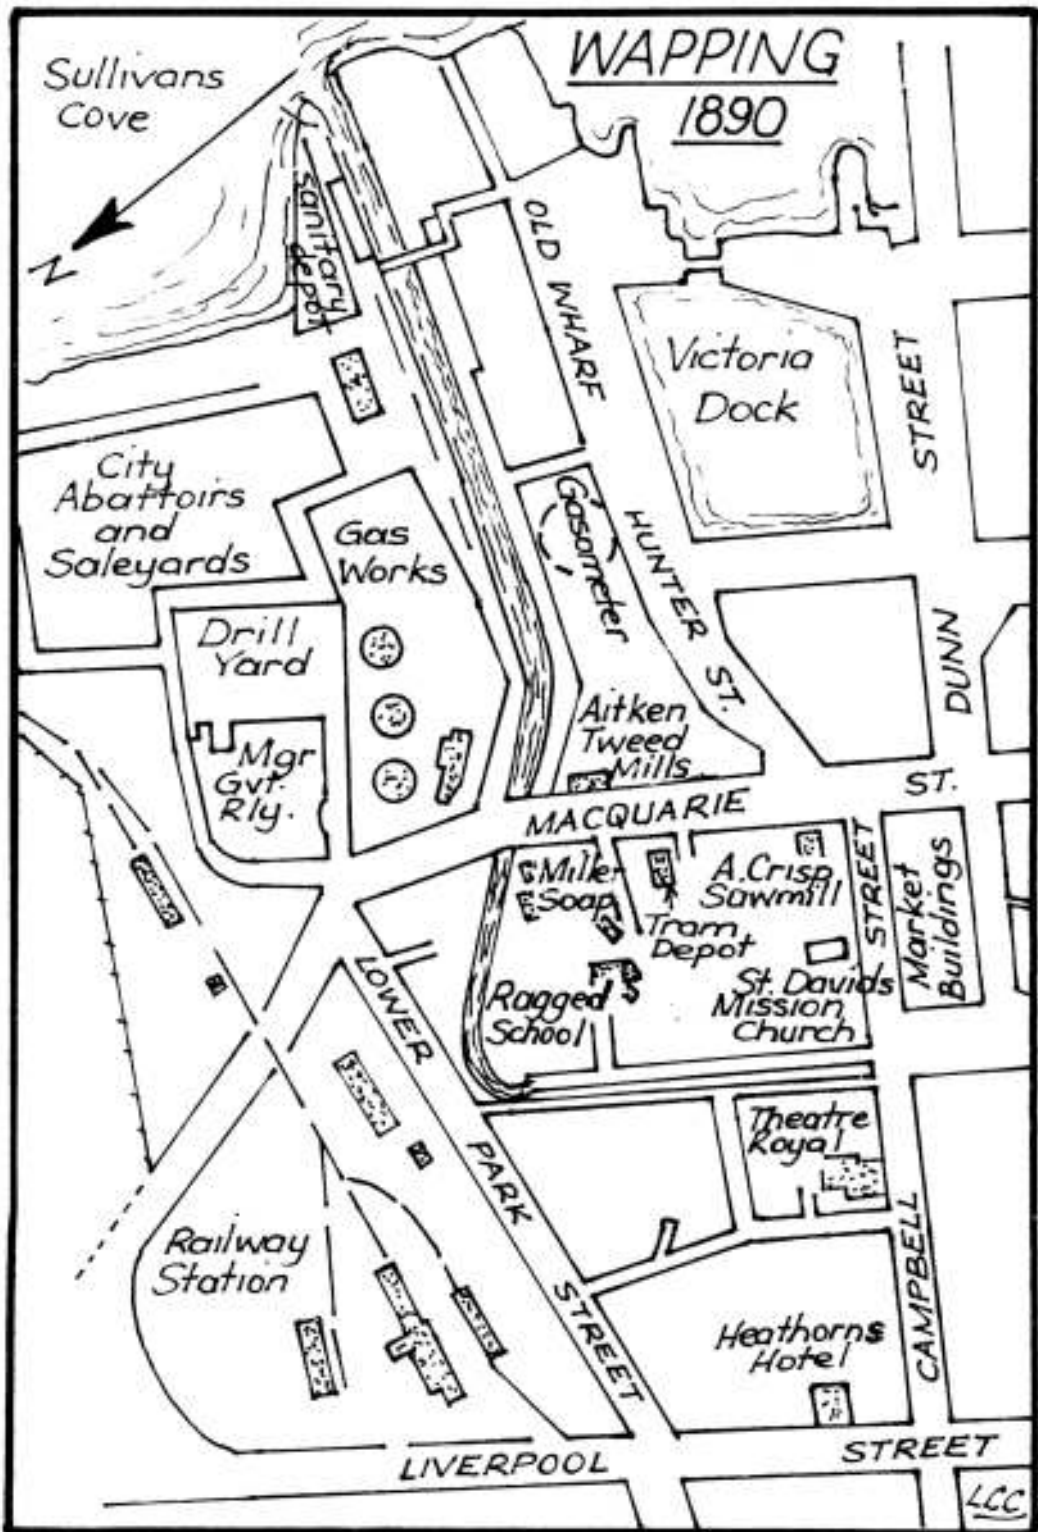 WAPPING
1890
Sullivans
Cove
N
Sanitary
depot
OLD WHARF
Victoria
Dock
STREET
City
Abattoirs
and
Saleyards
Gas
Works
Gasometer
HUNTER ST.
DUNN
Drill
Yard
Mgr
Gvt.
Rly.
Aitken
Tweed
Mills
MACQUARIE ST.
Miller
Soap
Tram
Depot
A. Crisp
Sawmill
STREET
Market
Buildings
Ragged
School
St. Davids
Mission
Church
LOWER PARK STREET
Theatre
Royal
Railway
Station
Heathorns
Hotel
CAMPBELL
LIVERPOOL STREET
LCC